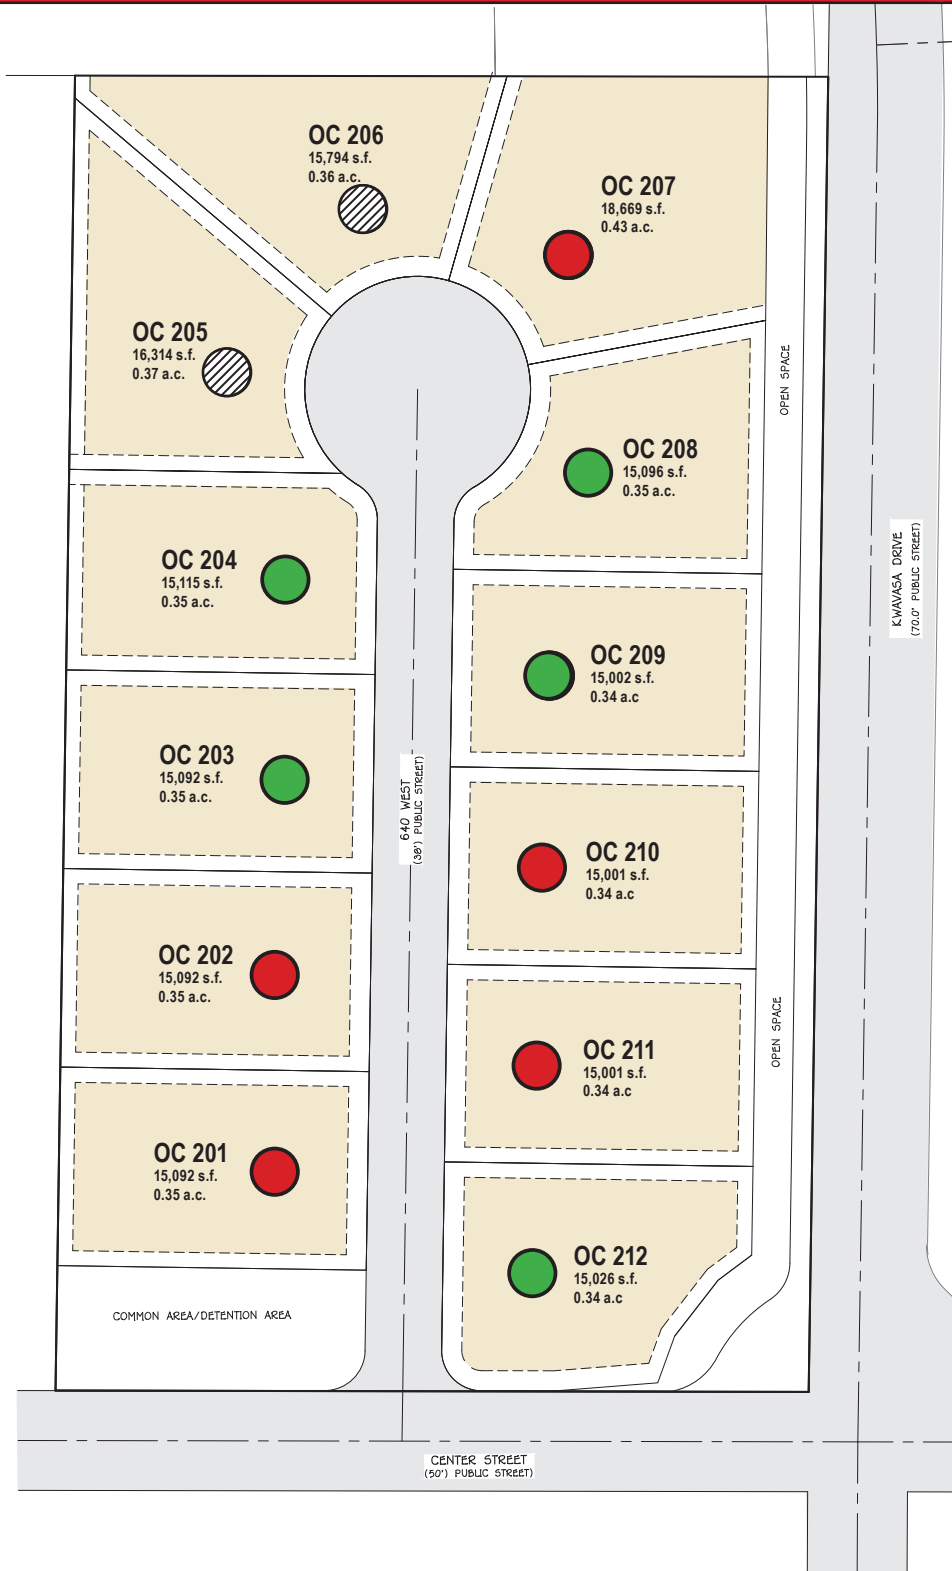 OC 206
15,794 s.f.
0.36 a.c.
OC 207
18,669 s.f.
0.43 a.c.
OC 205
16,314 s.f.
0.37 a.c.
OPEN SPACE
OC 208
15,096 s.f.
0.35 a.c.
OC 204
15,115 s.f.
0.35 a.c.
KWAVASA DRIVE
(70.0' PUBLIC STREET)
OC 209
15,002 s.f.
0.34 a.c
OC 203
15,092 s.f.
0.35 a.c.
640 WEST
(38') PUBLIC STREET)
OC 210
15,001 s.f.
0.34 a.c
OC 202
15,092 s.f.
0.35 a.c.
OPEN SPACE
OC 211
15,001 s.f.
0.34 a.c
OC 201
15,092 s.f.
0.35 a.c.
OC 212
15,026 s.f.
0.34 a.c
COMMON AREA/DETENTION AREA
CENTER STREET
(50') PUBLIC STREET)